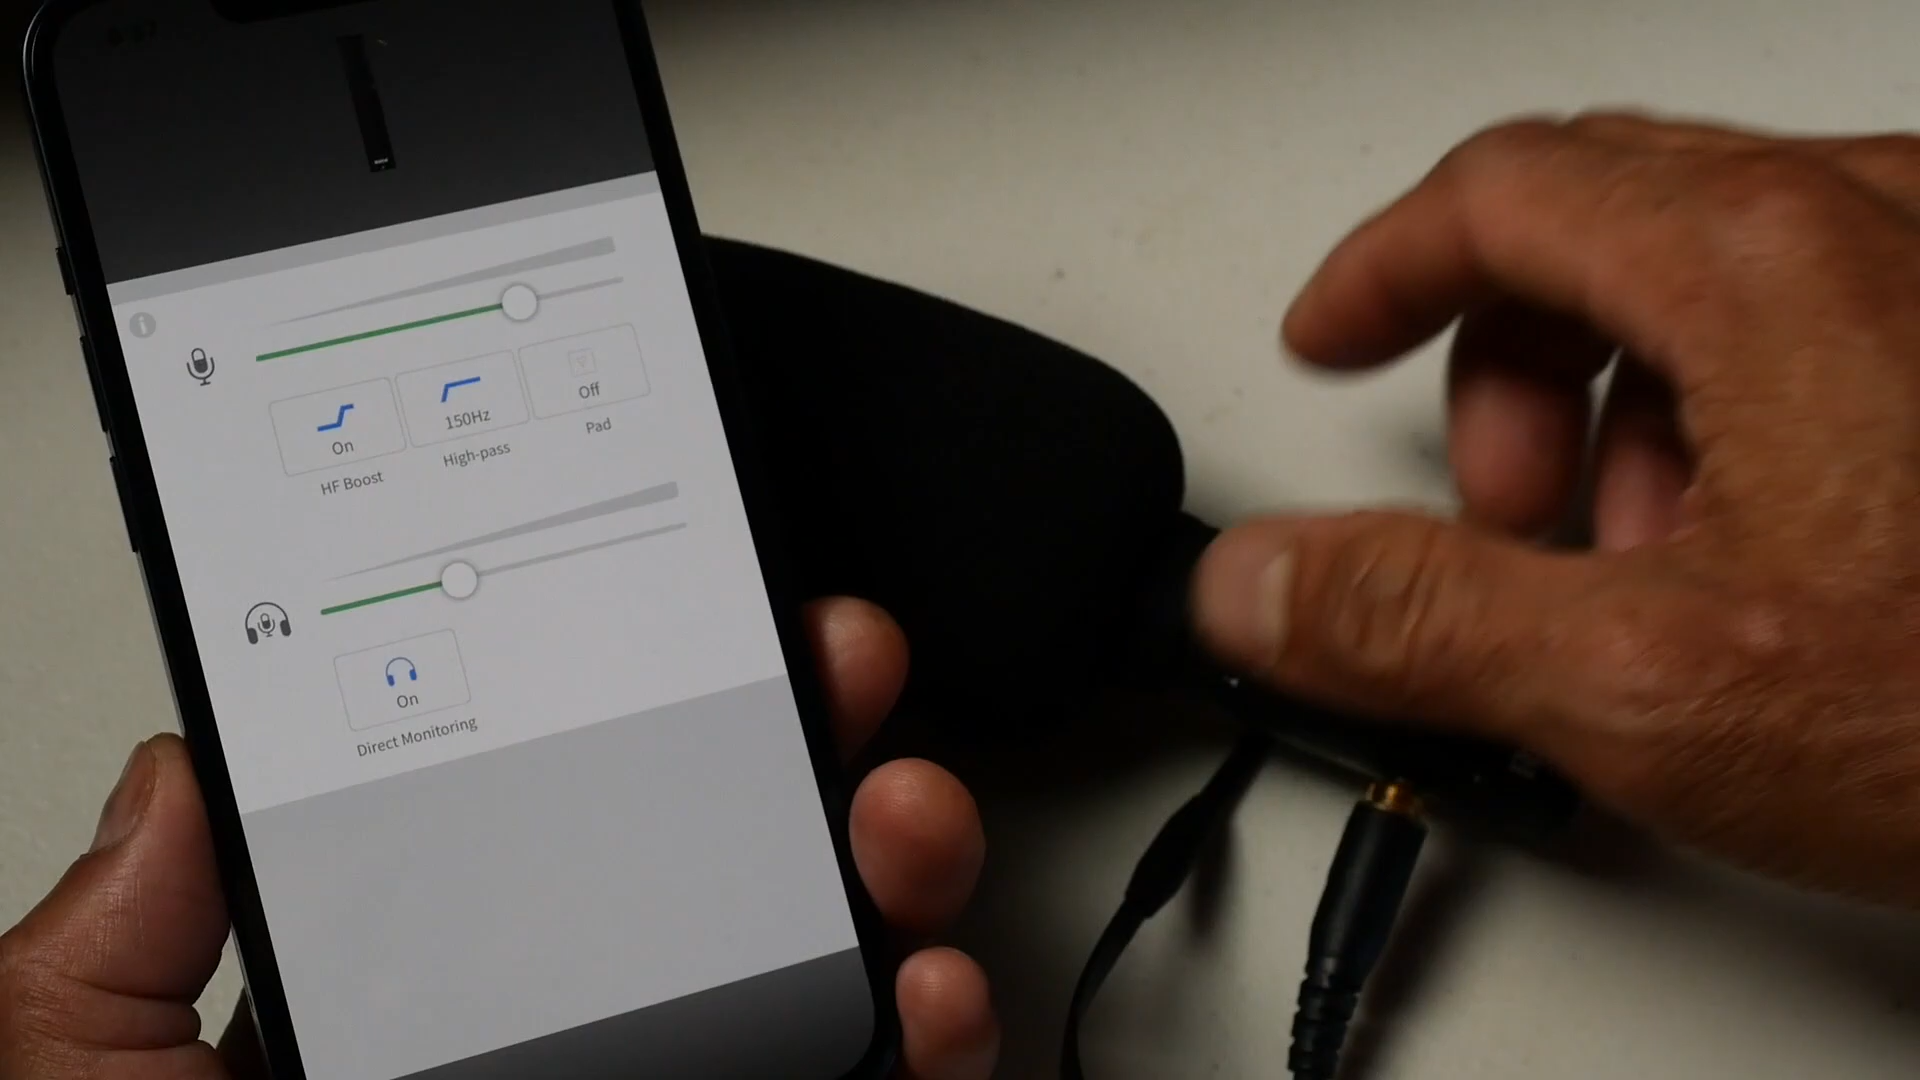 On
HF Boost
150Hz
High-pass
Off
Pad
On
Direct Monitoring